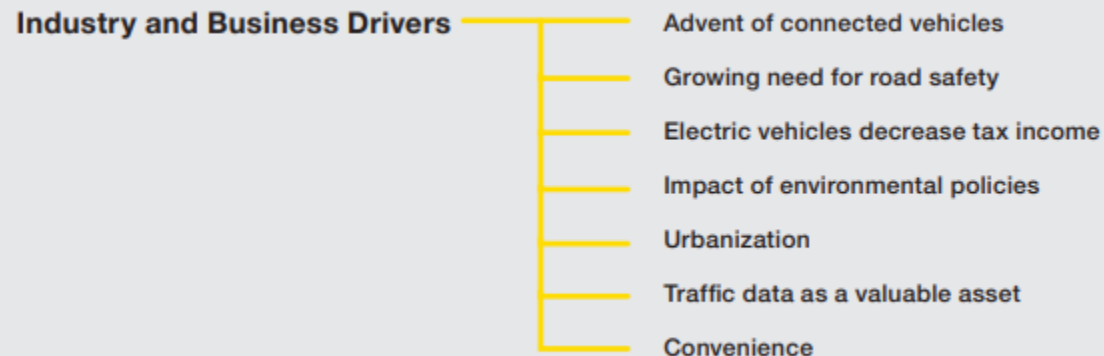 Industry and Business Drivers
Advent of connected vehicles
Growing need for road safety
Electric vehicles decrease tax income
Impact of environmental policies
Urbanization
Traffic data as a valuable asset
Convenience